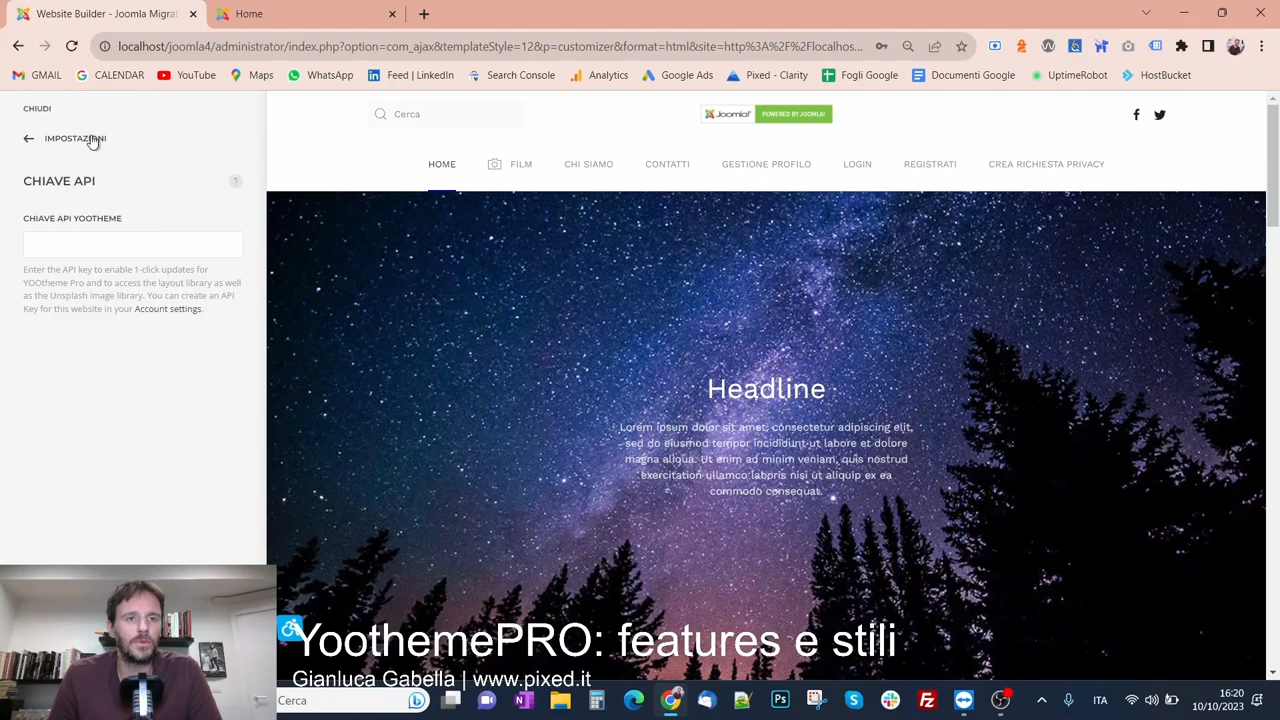 Website Builder - Joomla Migrat
Home
localhost/joomla4/administrator/index.php?option=com_ajax&templateStyle=12&p=customizer&format=html&site=http%3A%2F%2Flocalhos...
GMAIL
CALENDAR
YouTube
Maps
WhatsApp
Feed | LinkedIn
Search Console
Analytics
Google Ads
Pixed - Clarity
Fogli Google
Documenti Google
UptimeRobot
HostBucket
CHIUDI
IMPOSTAZIONI
CHIAVE API
?
CHIAVE API YOOTHEME
Enter the API key to enable 1-click updates for
YOOtheme Pro and to access the layout library as well
as the Unsplash image library. You can create an API
Key for this website in your Account settings.
Cerca
Joomla!
POWERED BY JOOMLA!
HOME
FILM
CHI SIAMO
CONTATTI
GESTIONE PROFILO
LOGIN
REGISTRATI
CREA RICHIESTA PRIVACY
Headline
Lorem ipsum dolor sit amet, consectetur adipiscing elit,
sed do eiusmod tempor incididunt ut labore et dolore
magna aliqua. Ut enim ad minim veniam, quis nostrud
exercitation ullamco laboris nisi ut aliquip ex ea
commodo consequat.
YoothemePRO: features e stili
Gianluca Gabella | www.pixed.it
Cerca
ITA
16:20
10/10/2023